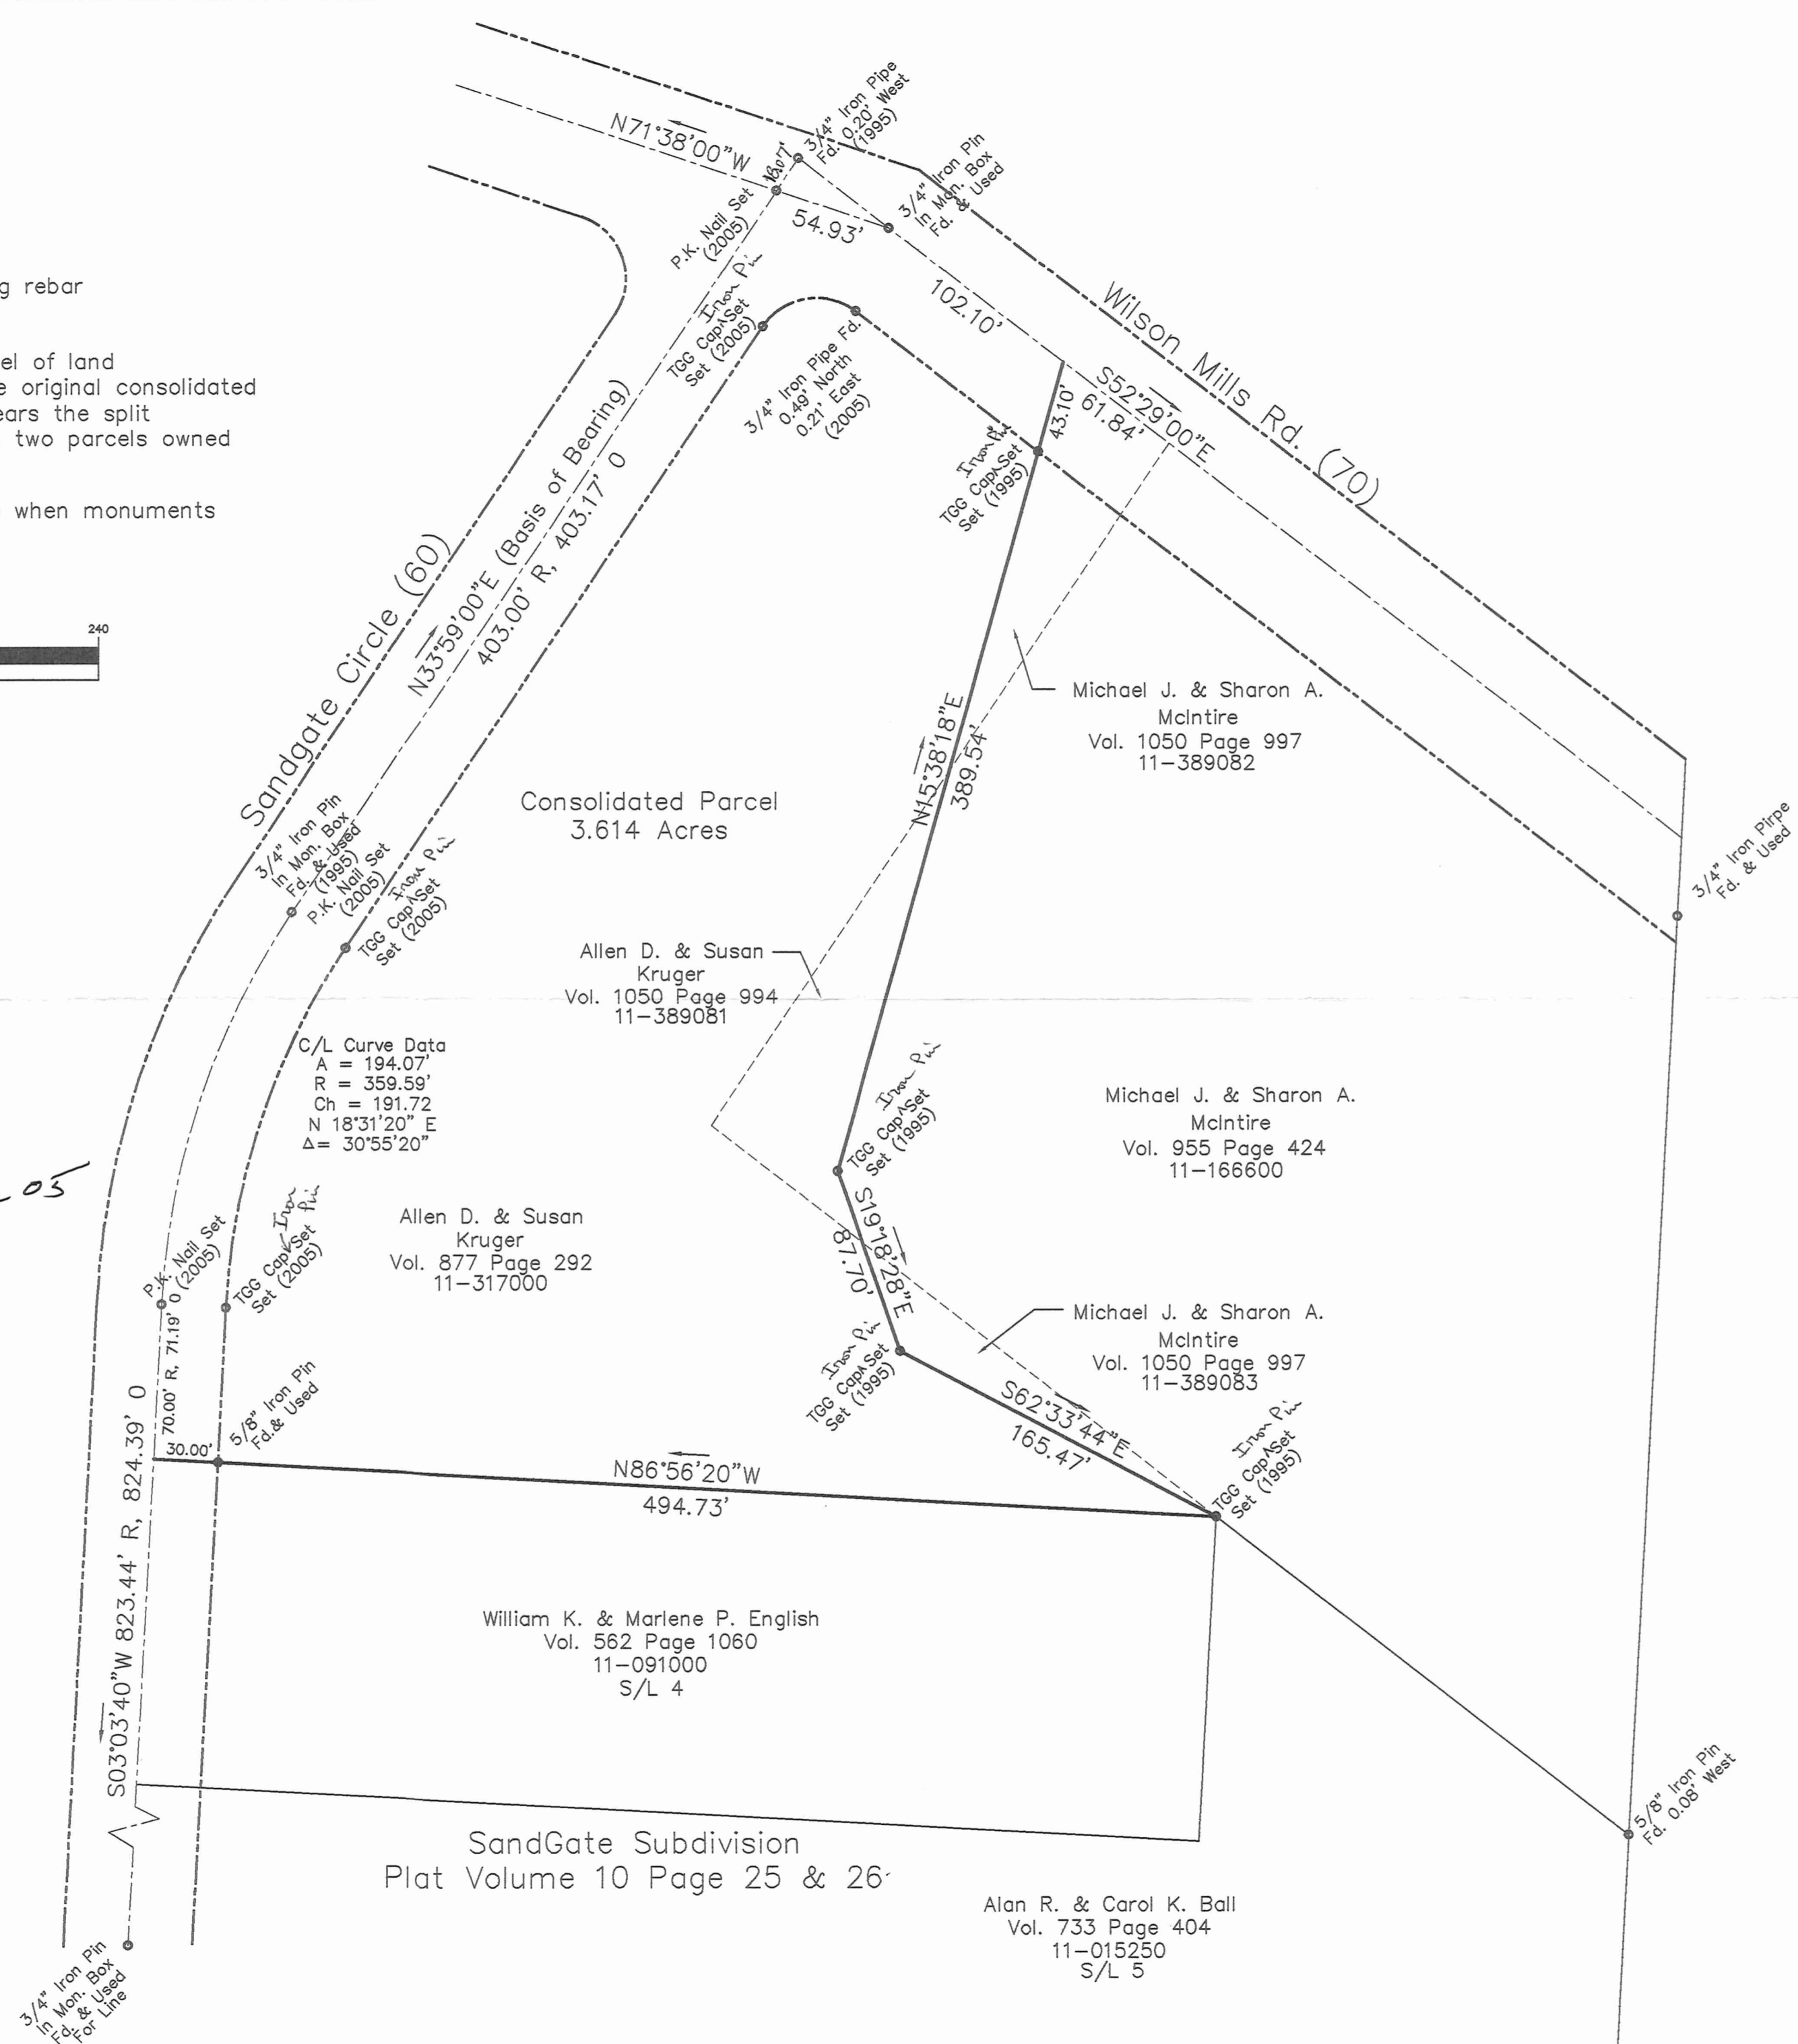 3/4" Iron Pipe
Fd. 0.20' West
(1995)
N71°38'00"W
3/4" Iron Pin
In Mon. Box
Fd. & Used
P.K. Nail Set
(2005)
54.93'
Iron Pin
TGG Cap^Set
Set (2005)
3/4" Iron Pipe Fd.
0.49' North
0.21' East
(2005)
102.10'
Wilson Mills Rd. (70)
S52°29'00"E
61.84'
43.10'
Iron Pin
TGG Cap^Set
Set (1995)
g rebar
el of land
e original consolidated
ears the split
two parcels owned
when monuments
240
Sandgate Circle (60)
N33°59'00"E (Basis of Bearing)
403.00' R, 403.17' O
Michael J. & Sharon A.
McIntire
Vol. 1050 Page 997
11-389082
N15°38'18"E
389.54'
Consolidated Parcel
3.614 Acres
3/4" Iron Pin
In Mon. Box
Fd. & Used
(1995)
P.K. Nail Set
(2005)
Iron Pin
TGG Cap^Set
Set (2005)
3/4" Iron Pirpe
Fd. & Used
Allen D. & Susan
Kruger
Vol. 1050 Page 994
11-389081
C/L Curve Data
A = 194.07'
R = 359.59'
Ch = 191.72
N 18°31'20" E
Δ= 30°55'20"
Iron Pin
TGG Cap^Set
Set (1995)
Michael J. & Sharon A.
McIntire
Vol. 955 Page 424
11-166600
05
P.K. Nail Set
(2005)
Iron Pin
TGG Cap Set
Set (2005)
Allen D. & Susan
Kruger
Vol. 877 Page 292
11-317000
S19°18'28"E
87.70'
Michael J. & Sharon A.
McIntire
Vol. 1050 Page 997
11-389083
Iron Pin
TGG Cap^Set
Set (1995)
S62°33'44"E
165.47'
Iron Pin
TGG Cap^Set
Set (1995)
70.00' R, 71.19' O
30.00'
5/8" Iron Pin
Fd.& Used
N86°56'20"W
494.73'
S03°03'40"W 823.44' R, 824.39' O
William K. & Marlene P. English
Vol. 562 Page 1060
11-091000
S/L 4
SandGate Subdivision
Plat Volume 10 Page 25 & 26
5/8" Iron Pin
Fd. 0.08' West
Alan R. & Carol K. Ball
Vol. 733 Page 404
11-015250
S/L 5
3/4" Iron Pin
In Mon. Box
Fd. & Used
For Line